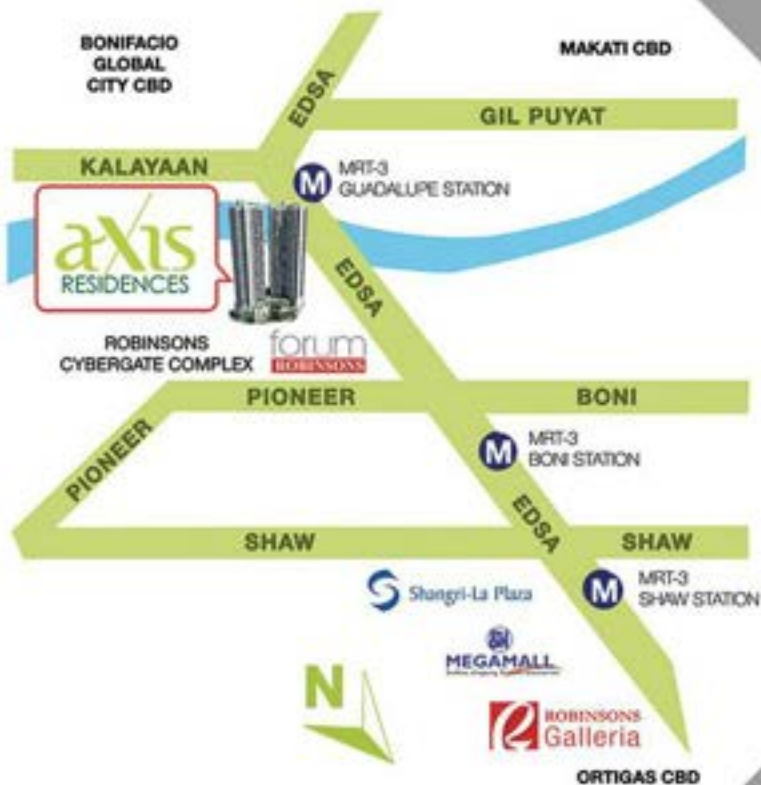 BONIFACIO
GLOBAL
CITY CBD
MAKATI CBD
EDSA
GIL PUYAT
KALAYAAN
M
MRT-3
GUADALUPE STATION
aXis
RESIDENCES
EDSA
ROBINSONS
CYBERGATE COMPLEX
forum
ROBINSONS
PIONEER
BONI
PIONEER
M
MRT-3
BONI STATION
EDSA
SHAW
SHAW
M
MRT-3
SHAW STATION
Shangri-La Plaza
SM
MEGAMALL
N
R
ROBINSONS
Galleria
ORTIGAS CBD